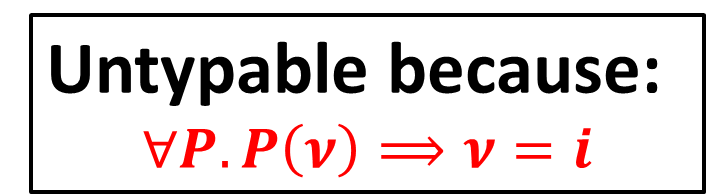 Untypable because:
∀P. P(ν) ⟹ ν = i